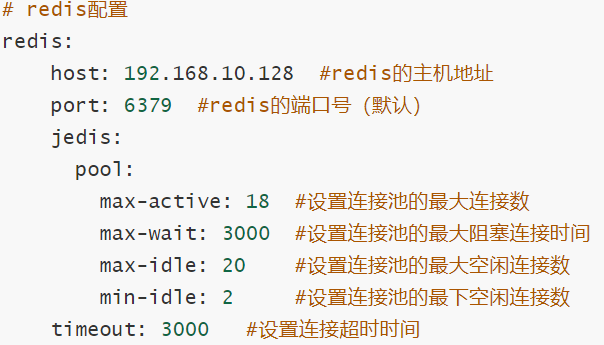 # redis配置
redis:
    host: 192.168.10.128  #redis的主机地址
    port: 6379  #redis的端口号（默认）
    jedis:
      pool:
        max-active: 18  #设置连接池的最大连接数
        max-wait: 3000  #设置连接池的最大阻塞连接时间
        max-idle: 20    #设置连接池的最大空闲连接数
        min-idle: 2     #设置连接池的最下空闲连接数
    timeout: 3000   #设置连接超时时间